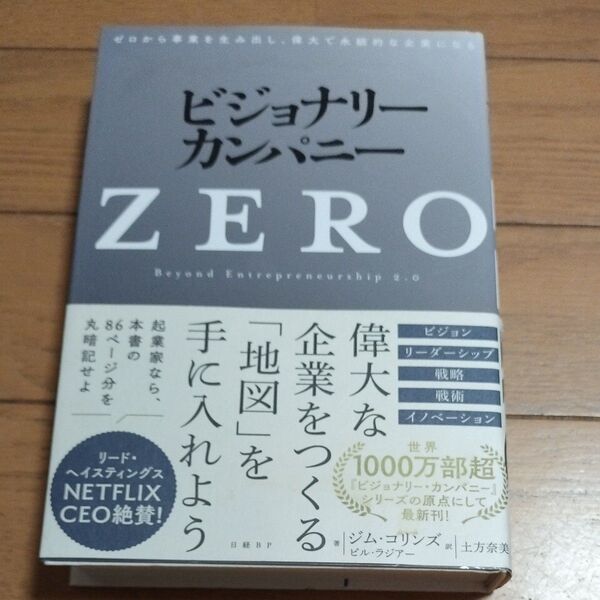 ゼロから事業を生み出し、偉大で永続的な企業になる
ビジョナリー
カンパニー
ZERO
Beyond Entrepreneurship 2.0
ビジョン
リーダーシップ
戦略
戦術
イノベーション
偉大な
企業をつくる
「地図」を
手に入れよう
起業家なら、
本書の
86ページ分を
丸暗記せよ
リード・
ヘイスティングス
NETFLIX
CEO絶賛!
世界
1000万部超
『ビジョナリー・カンパニー』
シリーズの原点にして
最新刊!
日経BP
著 ジム・コリンズ
ビル・ラジアー
訳 土方奈美